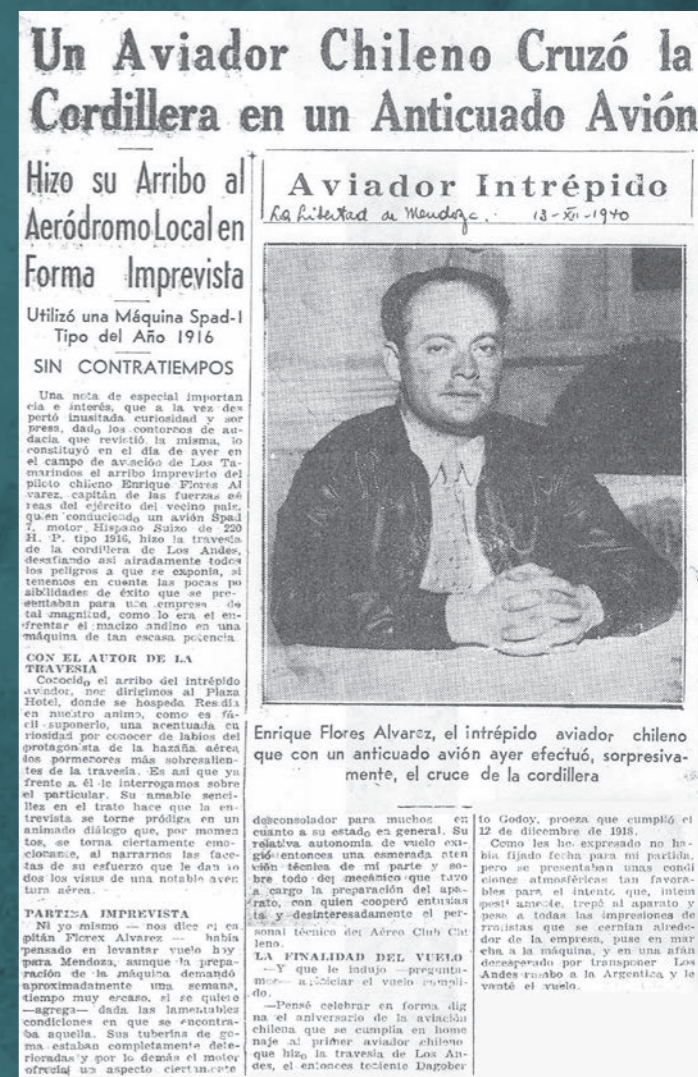 Un Aviador Chileno Cruzó la
Cordillera en un Anticuado Avión
Hizo su Arribo al
Aeródromo Local en
Forma Imprevista
Utilizó una Máquina Spad-I
Tipo del Año 1916
SIN CONTRATIEMPOS
Una nota de especial importan
cia e interés, que a la vez des
pertó inusitada curiosidad y sor
presa, dado los contornos de au
dacia que revistió la misma, lo
constituyó en el día de ayer en
el campo de aviación de Los Ta-
marindos el arribo imprevisto del
piloto chileno Enrique Flores Al
varez, capitán de las fuerzas aé
reas del ejército del vecino país,
quien conduciendo un avión Spad
7, motor Hispano Suizo de 220
H. P. tipo 1916, hizo la travesía
de la cordillera de Los Andes,
desafiando así airadamente todos
los peligros a que se exponía, si
tenemos en cuenta las pocas po
sibilidades de éxito que se pre-
sentaban para una empresa de
tal magnitud, como lo era el en-
frentar el macizo andino en una
máquina de tan escasa potencia
CON EL AUTOR DE LA
TRAVESIA
Conocido el arribo del intrépido
aviador, nos dirigimos al Plaza
Hotel, donde se hospeda Residía
en nuestro animo, como es fá-
cil suponerlo, una acentuada cu
riosidad por conocer de labios del
protagonista de la hazaña aérea,
los pormenores más sobresalien-
tes de la travesía. Es así que ya
frente a él le interrogamos sobre
el particular. Su amable senci-
llez en el trato hace que la en-
trevista se torne pródiga en un
animado diálogo que, por momen
tos, se torna ciertamente emo-
cionante, al narrarnos las face-
tas de su esfuerzo que le dan to
dos los visos de una notable aven
tura aérea.
PARTIDA IMPREVISTA
Ni yo mismo — nos dice el ca
pitán Florex Alvarez — había
pensado en levantar vuelo hoy
para Mendoza, aunque la prepa-
ración de la máquina demandó
aproximadamente una semana,
tiempo muy escaso, si se quiere
—agrega— dada las lamentables
condiciones en que se encontra-
ba aquella. Sus tuberías de go-
ma estaban completamente dete-
rioradas y por lo demás el motor
ofrecía un aspecto ciertamente
Aviador Intrépido
La Libertad de Mendoza. 13-XII-1940
Enrique Flores Alvarez, el intrépido aviador chileno
que con un anticuado avión ayer efectuó, sorpresiva-
mente, el cruce de la cordillera
desconsolador para muchos en
cuanto a su estado en general. Su
relativa autonomía de vuelo exi-
gió entonces una esmerada aten
ción técnica de mi parte y so-
bre todo del mecánico que tuvo
a cargo la preparación del apa-
rato, con quien cooperó entusias
ta y desinteresadamente el per-
sonal técnico del Aéreo Club Chi
leno.
LA FINALIDAD DEL VUELO
—Y que le indujo —pregunta-
mos— a iniciar el vuelo cumpli-
do.
—Pensé celebrar en forma dig
na el aniversario de la aviación
chilena que se cumplía en home
naje al primer aviador chileno
que hizo la travesía de Los An-
des, el entonces teniente Dagober
to Godoy, proeza que cumplió el
12 de diicembre de 1918.
Como les he expresado no ha-
bía fijado fecha para mi partida,
pero se presentaban unas condi
ciones atmosféricas tan favora-
bles para el intento que, intem
pestivamente, trepé al aparato y
pese a todas las impresiones de
rrotistas que se cernían alrede-
dor de la empresa, puse en mar
cha a la máquina, y en una afán
desesperado por transponer Los
Andes rumbo a la Argentina y le
vanté el vuelo.